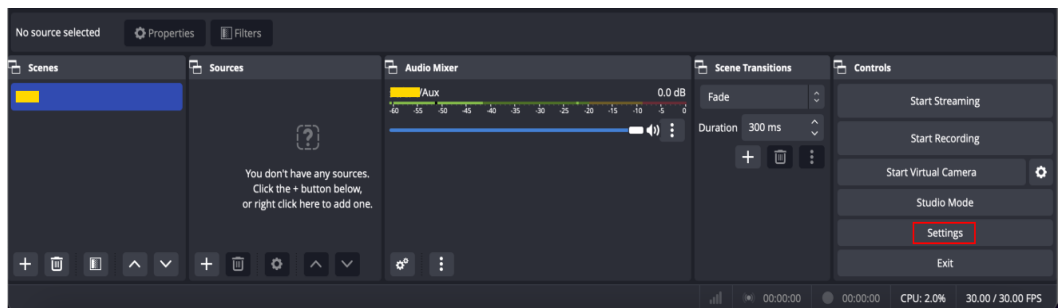 No source selected
Properties
Filters
Scenes
Sources
You don't have any sources.
Click the + button below,
or right click here to add one.
Audio Mixer
/Aux
0.0 dB
-60 -55 -50 -45 -40 -35 -30 -25 -20 -15 -10 -5 0
Scene Transitions
Fade
Duration 300 ms
Controls
Start Streaming
Start Recording
Start Virtual Camera
Studio Mode
Settings
Exit
00:00:00
00:00:00
CPU: 2.0%
30.00 / 30.00 FPS